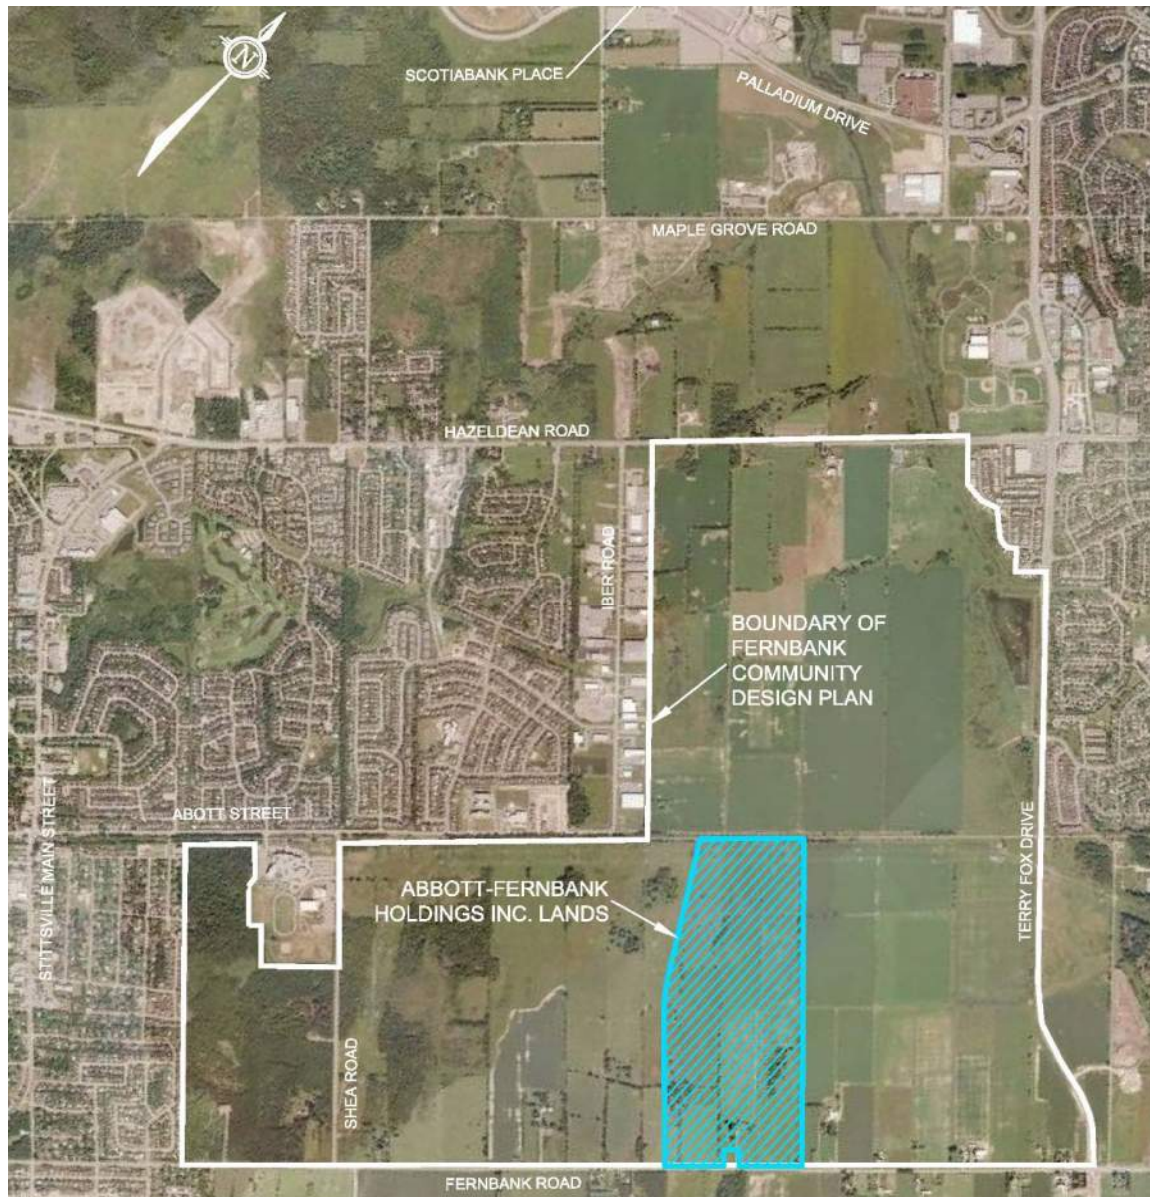 N
SCOTIABANK PLACE
PALLADIUM DRIVE
MAPLE GROVE ROAD
HAZELDEAN ROAD
IBER ROAD
BOUNDARY OF
FERNBANK
COMMUNITY
DESIGN PLAN
STITTSVILLE MAIN STREET
ABOTT STREET
ABBOTT-FERNBANK
HOLDINGS INC. LANDS
TERRY FOX DRIVE
SHEA ROAD
FERNBANK ROAD